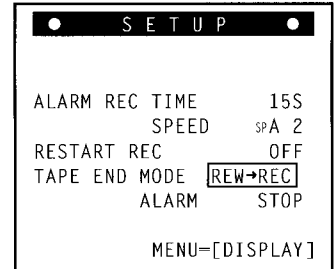 ● SETUP ●
ALARM REC TIME 15S
SPEED SPA 2
RESTART REC OFF
TAPE END MODE REW→REC
ALARM STOP
MENU=[DISPLAY]